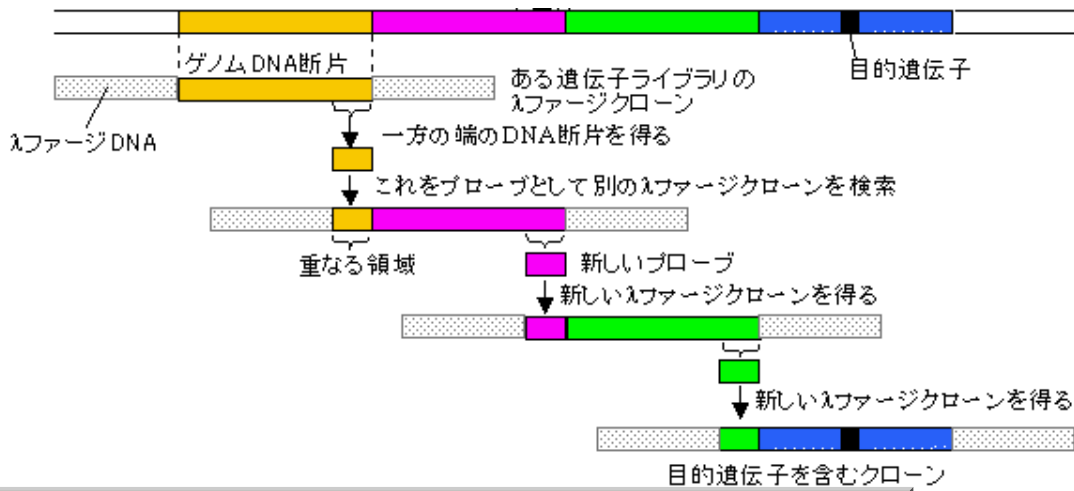 ゲノムDNA断片
目的遺伝子
ある遺伝子ライブラリの
λファージクローン
λファージDNA
一方の端のDNA断片を得る
これをプローブとして別のλファージクローンを検索
重なる領域
新しいプローブ
新しいλファージクローンを得る
新しいλファージクローンを得る
目的遺伝子を含むクローン